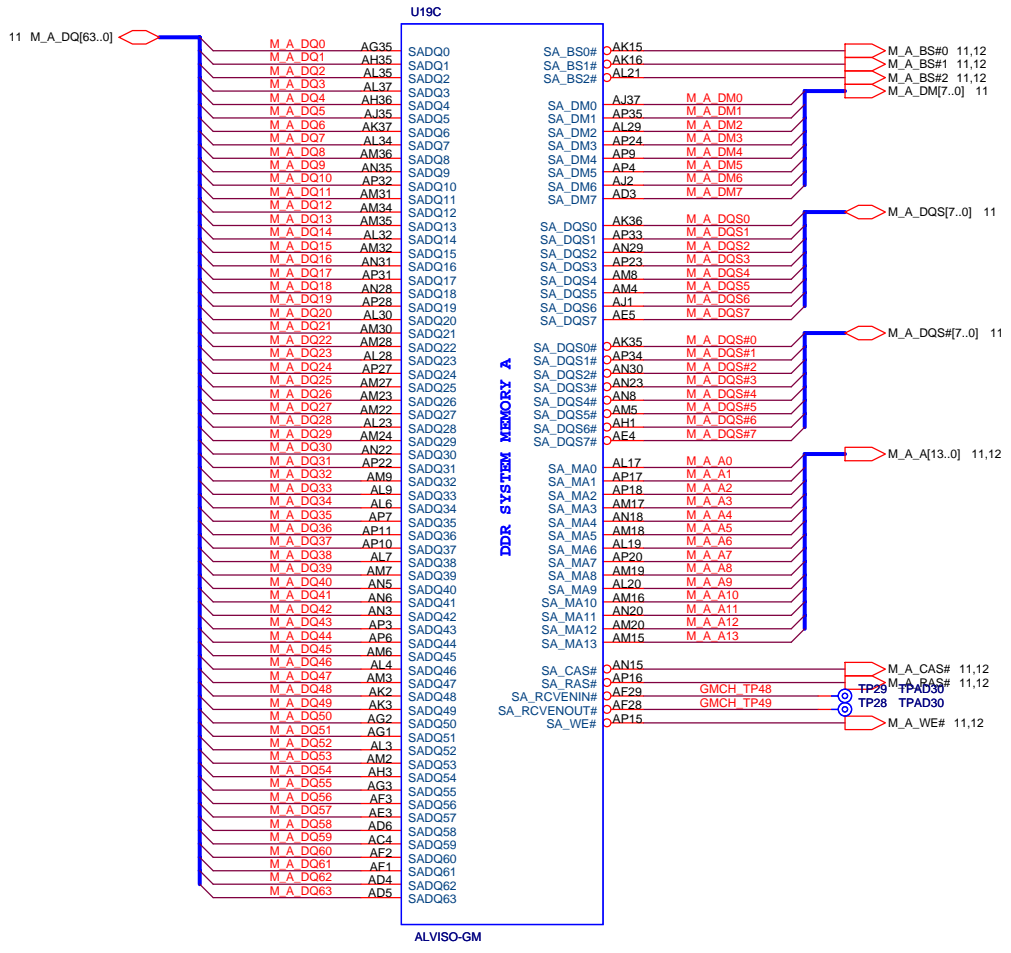 U19C
11 M_A_DQ[63..0]
M_A_DQ0 AG35 SADQ0
M_A_DQ1 AH35 SADQ1
M_A_DQ2 AL35 SADQ2
M_A_DQ3 AL37 SADQ3
M_A_DQ4 AH36 SADQ4
M_A_DQ5 AJ35 SADQ5
M_A_DQ6 AK37 SADQ6
M_A_DQ7 AL34 SADQ7
M_A_DQ8 AM36 SADQ8
M_A_DQ9 AN35 SADQ9
M_A_DQ10 AP32 SADQ10
M_A_DQ11 AM31 SADQ11
M_A_DQ12 AM34 SADQ12
M_A_DQ13 AM35 SADQ13
M_A_DQ14 AL32 SADQ14
M_A_DQ15 AM32 SADQ15
M_A_DQ16 AN31 SADQ16
M_A_DQ17 AP31 SADQ17
M_A_DQ18 AN28 SADQ18
M_A_DQ19 AP28 SADQ19
M_A_DQ20 AL30 SADQ20
M_A_DQ21 AM30 SADQ21
M_A_DQ22 AM28 SADQ22
M_A_DQ23 AL28 SADQ23
M_A_DQ24 AP27 SADQ24
M_A_DQ25 AM27 SADQ25
M_A_DQ26 AM23 SADQ26
M_A_DQ27 AM22 SADQ27
M_A_DQ28 AL23 SADQ28
M_A_DQ29 AM24 SADQ29
M_A_DQ30 AN22 SADQ30
M_A_DQ31 AP22 SADQ31
M_A_DQ32 AM9 SADQ32
M_A_DQ33 AL9 SADQ33
M_A_DQ34 AL6 SADQ34
M_A_DQ35 AP7 SADQ35
M_A_DQ36 AP11 SADQ36
M_A_DQ37 AP10 SADQ37
M_A_DQ38 AL7 SADQ38
M_A_DQ39 AM7 SADQ39
M_A_DQ40 AN5 SADQ40
M_A_DQ41 AN6 SADQ41
M_A_DQ42 AN3 SADQ42
M_A_DQ43 AP3 SADQ43
M_A_DQ44 AP6 SADQ44
M_A_DQ45 AM6 SADQ45
M_A_DQ46 AL4 SADQ46
M_A_DQ47 AM3 SADQ47
M_A_DQ48 AK2 SADQ48
M_A_DQ49 AK3 SADQ49
M_A_DQ50 AG2 SADQ50
M_A_DQ51 AG1 SADQ51
M_A_DQ52 AL3 SADQ52
M_A_DQ53 AM2 SADQ53
M_A_DQ54 AH3 SADQ54
M_A_DQ55 AG3 SADQ55
M_A_DQ56 AF3 SADQ56
M_A_DQ57 AE3 SADQ57
M_A_DQ58 AD6 SADQ58
M_A_DQ59 AC4 SADQ59
M_A_DQ60 AF2 SADQ60
M_A_DQ61 AF1 SADQ61
M_A_DQ62 AD4 SADQ62
M_A_DQ63 AD5 SADQ63
DDR SYSTEM MEMORY A
SA_BS0# AK15 M_A_BS#0 11,12
SA_BS1# AK16 M_A_BS#1 11,12
SA_BS2# AL21 M_A_BS#2 11,12
M_A_DM[7..0] 11
SA_DM0 AJ37 M_A_DM0
SA_DM1 AP35 M_A_DM1
SA_DM2 AL29 M_A_DM2
SA_DM3 AP24 M_A_DM3
SA_DM4 AP9 M_A_DM4
SA_DM5 AP4 M_A_DM5
SA_DM6 AJ2 M_A_DM6
SA_DM7 AD3 M_A_DM7
M_A_DQS[7..0] 11
SA_DQS0 AK36 M_A_DQS0
SA_DQS1 AP33 M_A_DQS1
SA_DQS2 AN29 M_A_DQS2
SA_DQS3 AP23 M_A_DQS3
SA_DQS4 AM8 M_A_DQS4
SA_DQS5 AM4 M_A_DQS5
SA_DQS6 AJ1 M_A_DQS6
SA_DQS7 AE5 M_A_DQS7
M_A_DQS#[7..0] 11
SA_DQS0# AK35 M_A_DQS#0
SA_DQS1# AP34 M_A_DQS#1
SA_DQS2# AN30 M_A_DQS#2
SA_DQS3# AN23 M_A_DQS#3
SA_DQS4# AN8 M_A_DQS#4
SA_DQS5# AM5 M_A_DQS#5
SA_DQS6# AH1 M_A_DQS#6
SA_DQS7# AE4 M_A_DQS#7
M_A_A[13..0] 11,12
SA_MA0 AL17 M_A_A0
SA_MA1 AP17 M_A_A1
SA_MA2 AP18 M_A_A2
SA_MA3 AM17 M_A_A3
SA_MA4 AN18 M_A_A4
SA_MA5 AM18 M_A_A5
SA_MA6 AL19 M_A_A6
SA_MA7 AP20 M_A_A7
SA_MA8 AM19 M_A_A8
SA_MA9 AL20 M_A_A9
SA_MA10 AM16 M_A_A10
SA_MA11 AN20 M_A_A11
SA_MA12 AM20 M_A_A12
SA_MA13 AM15 M_A_A13
SA_CAS# AN15 M_A_CAS# 11,12
SA_RAS# AP16 M_A_RAS# 11,12
SA_RCVENIN# AF29 GMCH_TP48 TP29 TPAD30
SA_RCVENOUT# AF28 GMCH_TP49 TP28 TPAD30
SA_WE# AP15 M_A_WE# 11,12
ALVISO-GM